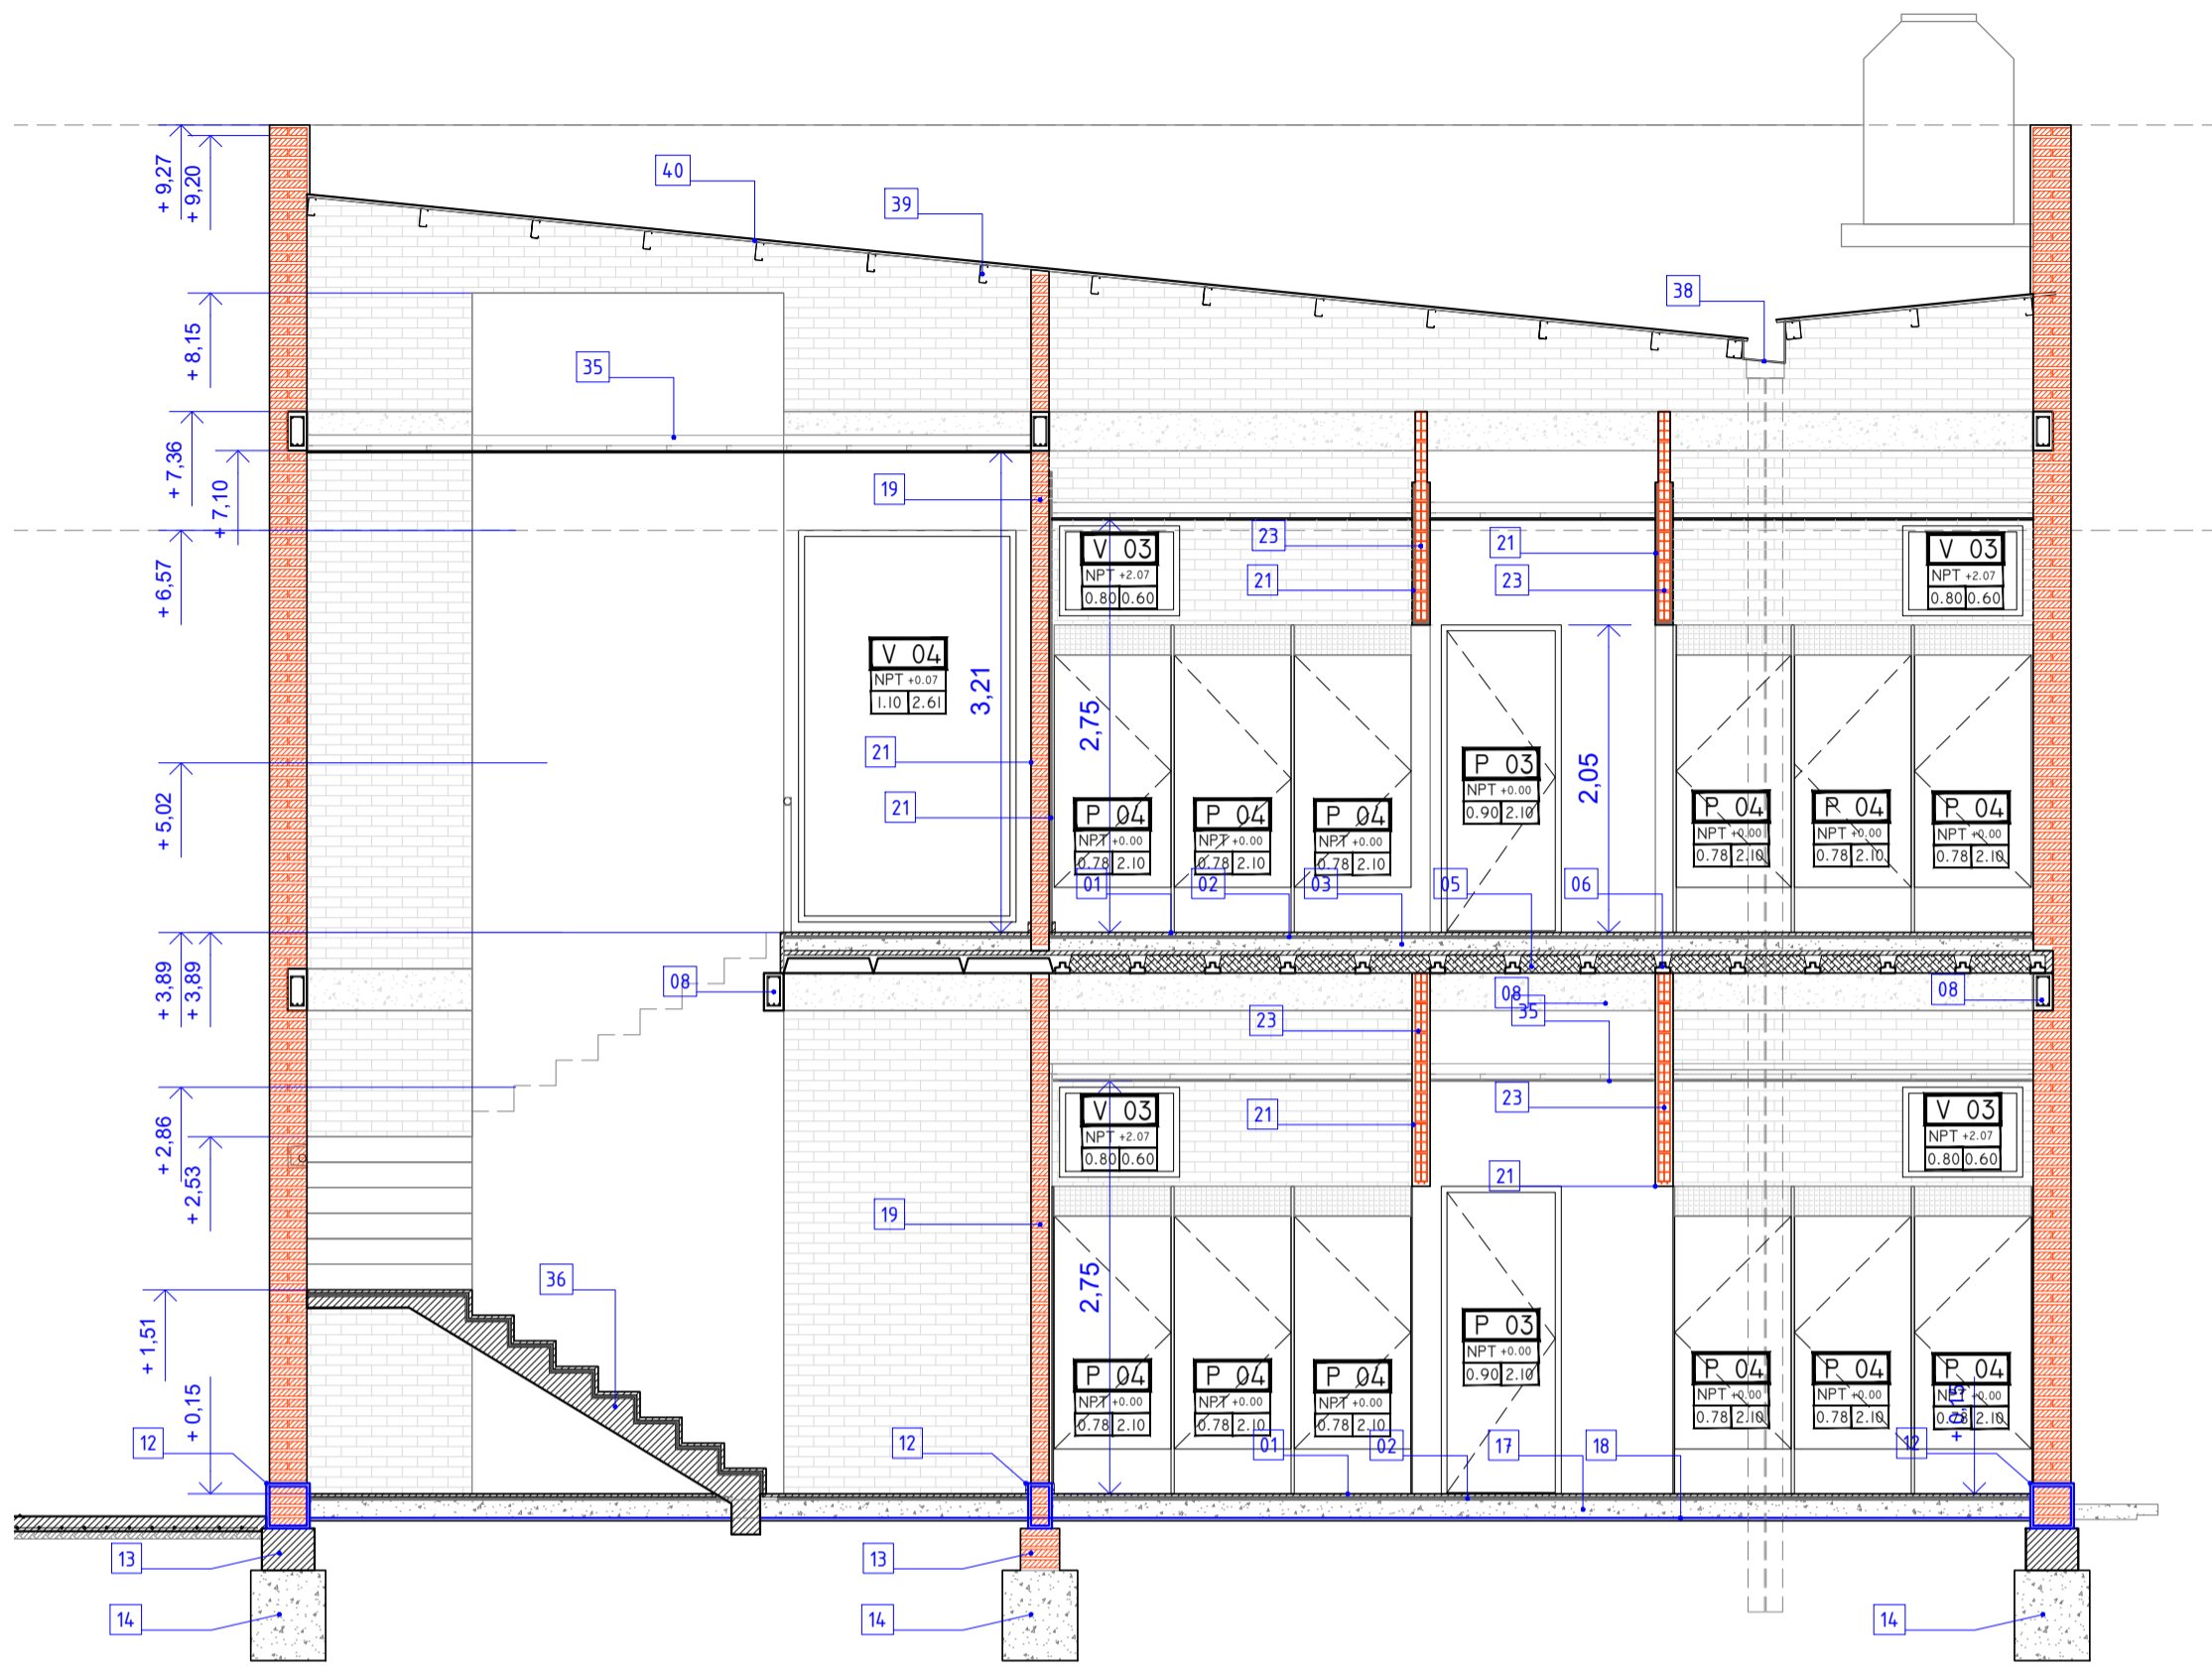 + 9,27
+ 9,20
40
39
38
+ 8,15
35
+ 7,36
+ 7,10
19
23
21
21
23
V 03
NPT +2.07
0.80 0.60
V 03
NPT +2.07
0.80 0.60
+ 6,57
V 04
NPT +0.07
1.10 2.61
3,21
2,75
2,05
21
21
+ 5,02
P 03
NPT +0.00
0.90 2.10
P 04
NPT +0.00
0.78 2.10
P 04
NPT +0.00
0.78 2.10
P 04
NPT +0.00
0.78 2.10
P 04
NPT +0.00
0.78 2.10
P 04
NPT +0.00
0.78 2.10
P 04
NPT +0.00
0.78 2.10
01
02
03
05
06
+ 3,89
+ 3,89
08
08
08
35
23
23
21
21
V 03
NPT +2.07
0.80 0.60
V 03
NPT +2.07
0.80 0.60
+ 2,86
+ 2,53
19
36
2,75
+ 1,51
+ 0,15
P 03
NPT +0.00
0.90 2.10
P 04
NPT +0.00
0.78 2.10
P 04
NPT +0.00
0.78 2.10
P 04
NPT +0.00
0.78 2.10
P 04
NPT +0.00
0.78 2.10
P 04
NPT +0.00
0.78 2.10
P 04
NPT +0.00
0.78 2.10
+ 0,15
12
12
01
02
17
18
12
13
13
14
14
14